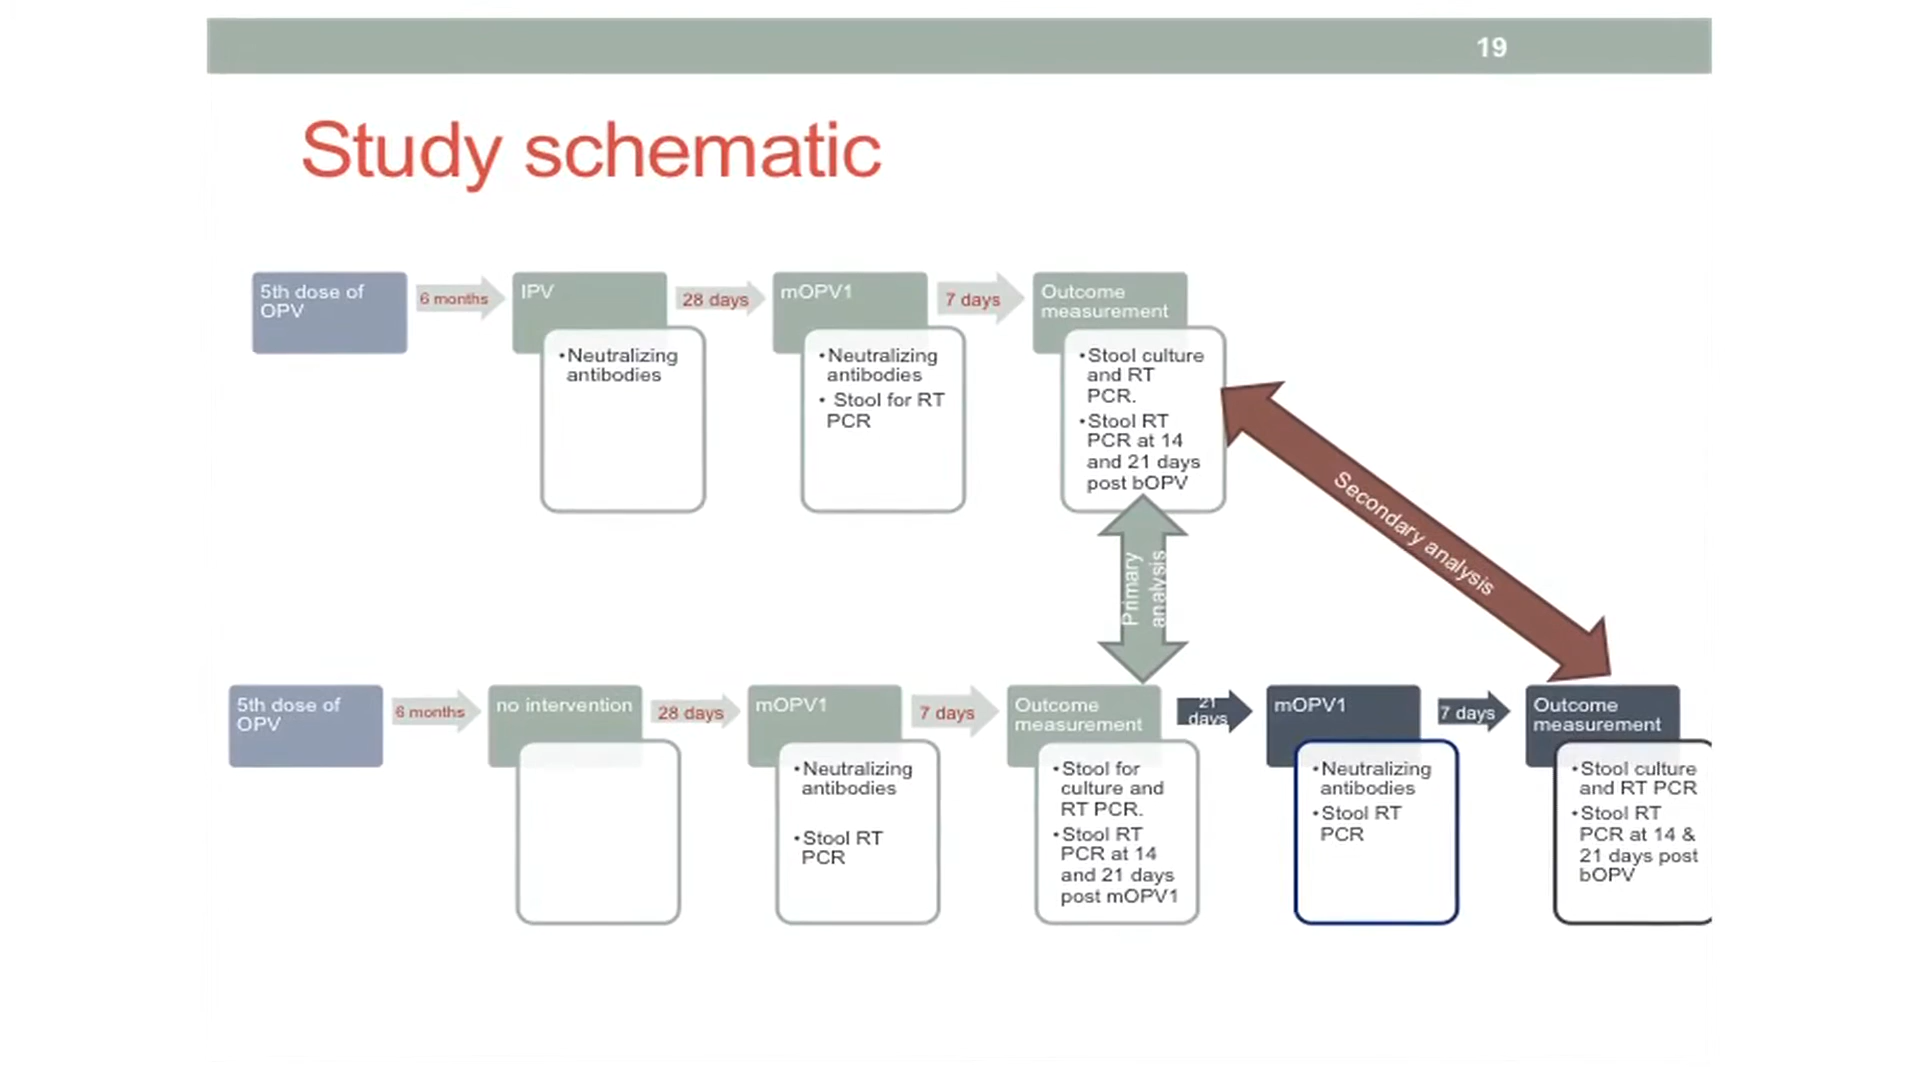 19
Study schematic
5th dose of
OPV
6 months
IPV
•Neutralizing
antibodies
28 days
mOPV1
•Neutralizing
antibodies
• Stool for RT
PCR
7 days
Outcome
measurement
•Stool culture
and RT
PCR.
•Stool RT
PCR at 14
and 21 days
post bOPV
Primary
analysis
Secondary analysis
5th dose of
OPV
6 months
no intervention
28 days
mOPV1
•Neutralizing
antibodies
•Stool RT
PCR
7 days
Outcome
measurement
•Stool for
culture and
RT PCR.
•Stool RT
PCR at 14
and 21 days
post mOPV1
21
days
mOPV1
•Neutralizing
antibodies
•Stool RT
PCR
7 days
Outcome
measurement
•Stool culture
and RT PCR
•Stool RT
PCR at 14 &
21 days post
bOPV